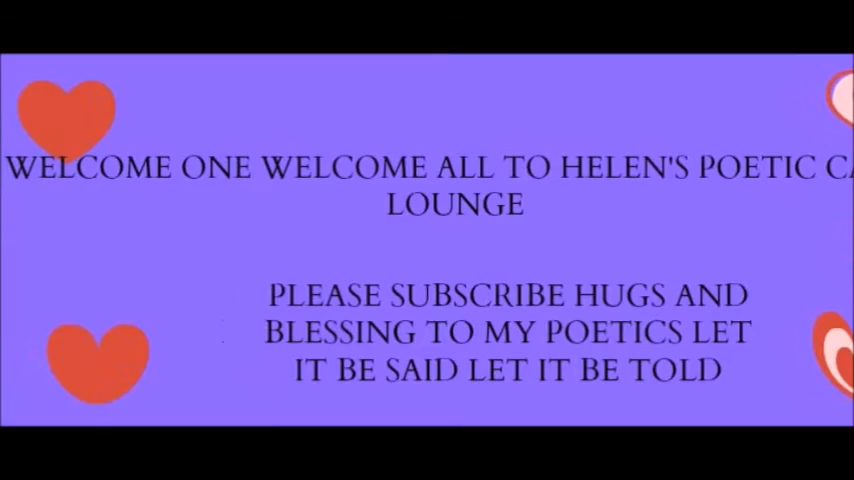 WELCOME ONE WELCOME ALL TO HELEN'S POETIC
LOUNGE
PLEASE SUBSCRIBE HUGS AND
BLESSING TO MY POETICS LET
IT BE SAID LET IT BE TOLD